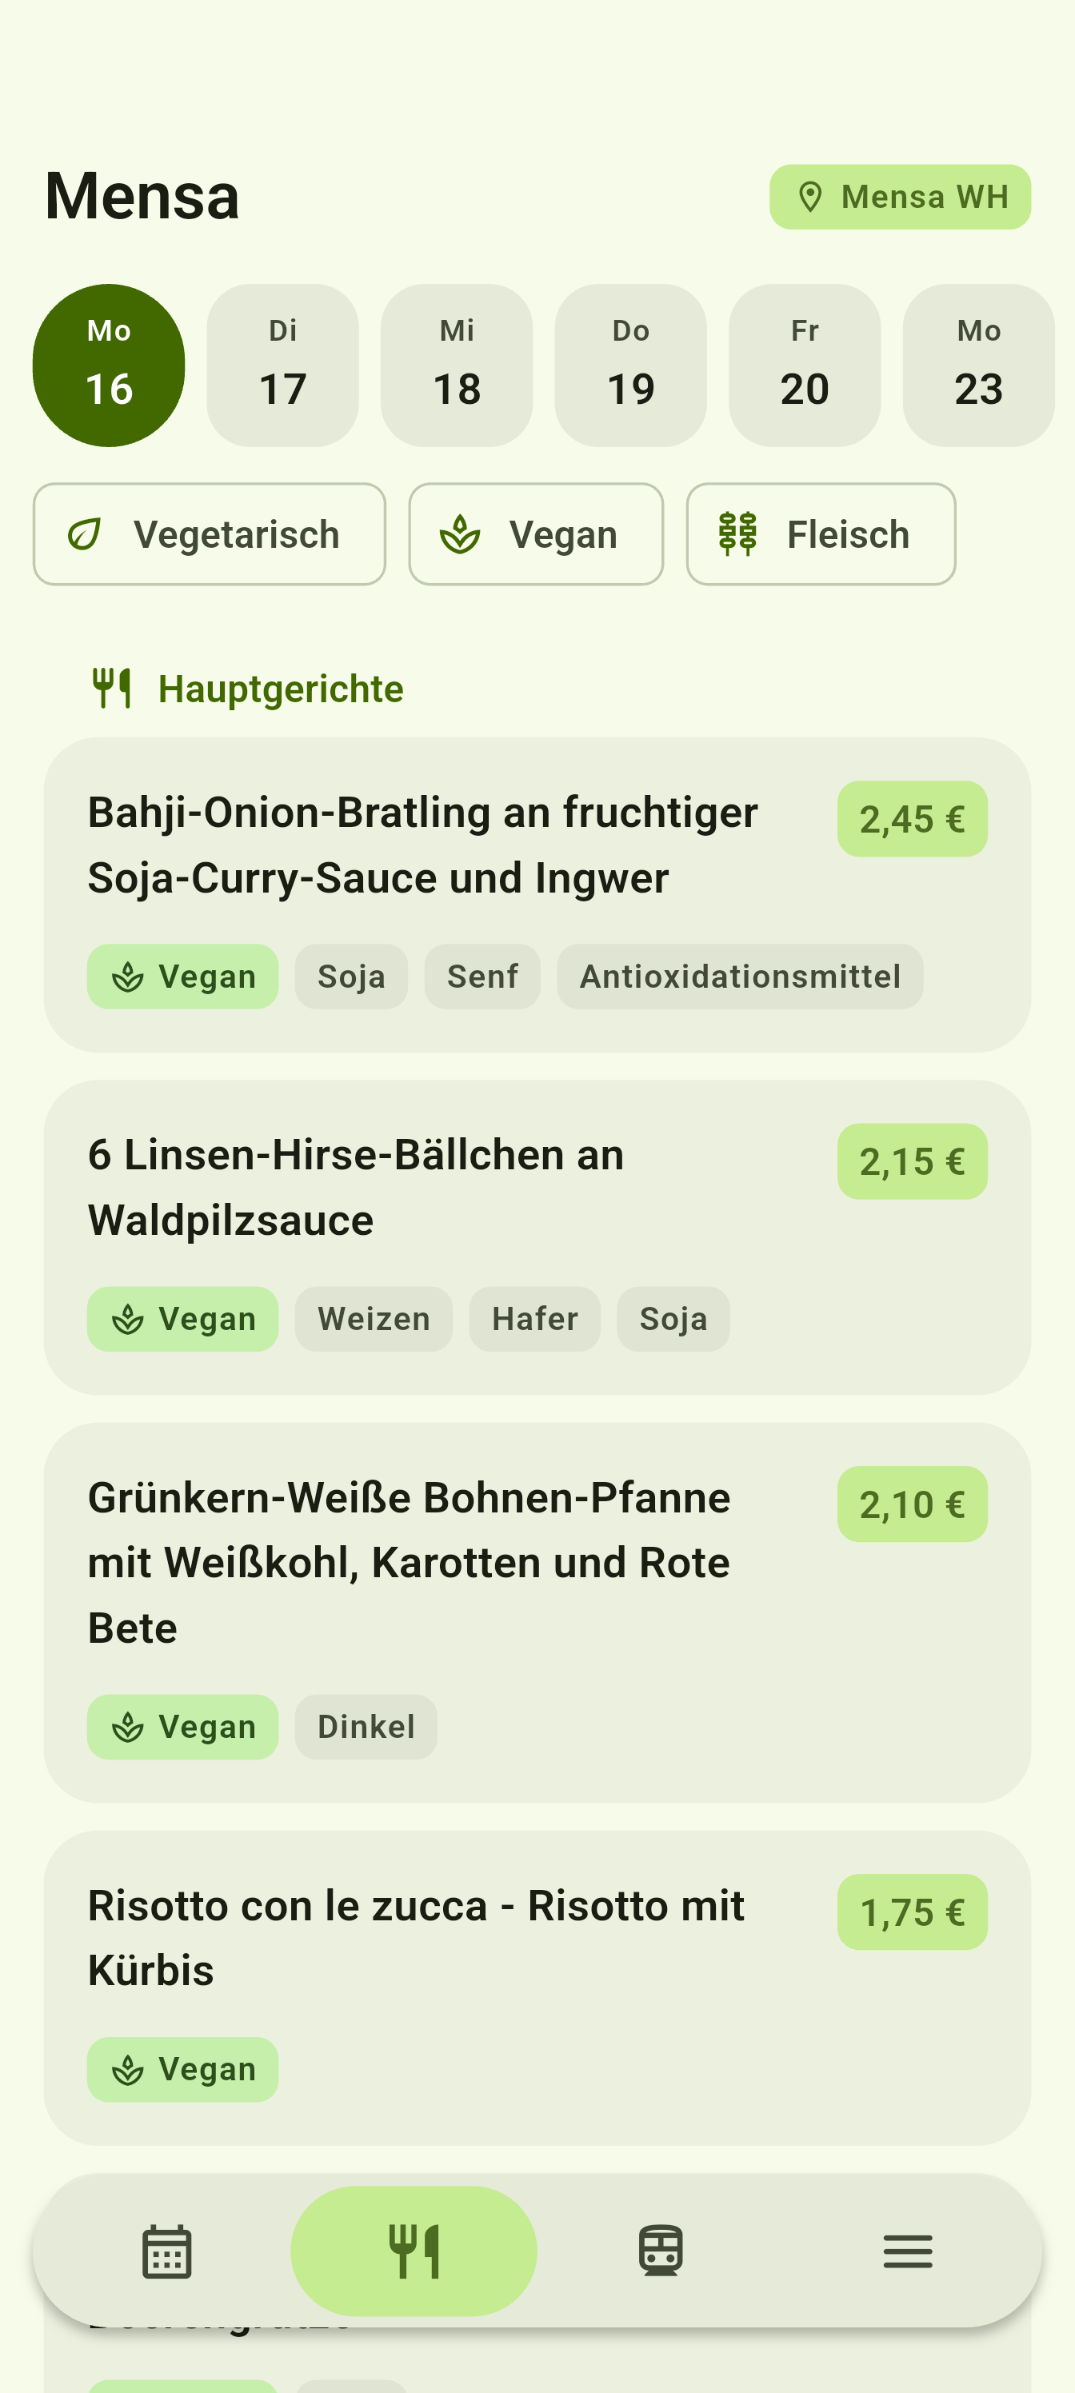 Mensa
Mensa WH
Mo
16
Di
17
Mi
18
Do
19
Fr
20
Mo
23
Vegetarisch
Vegan
Fleisch
Hauptgerichte
Bahji-Onion-Bratling an fruchtiger
Soja-Curry-Sauce und Ingwer
2,45 €
Vegan
Soja
Senf
Antioxidationsmittel
6 Linsen-Hirse-Bällchen an
Waldpilzsauce
2,15 €
Vegan
Weizen
Hafer
Soja
Grünkern-Weiße Bohnen-Pfanne
mit Weißkohl, Karotten und Rote
Bete
2,10 €
Vegan
Dinkel
Risotto con le zucca - Risotto mit
Kürbis
1,75 €
Vegan